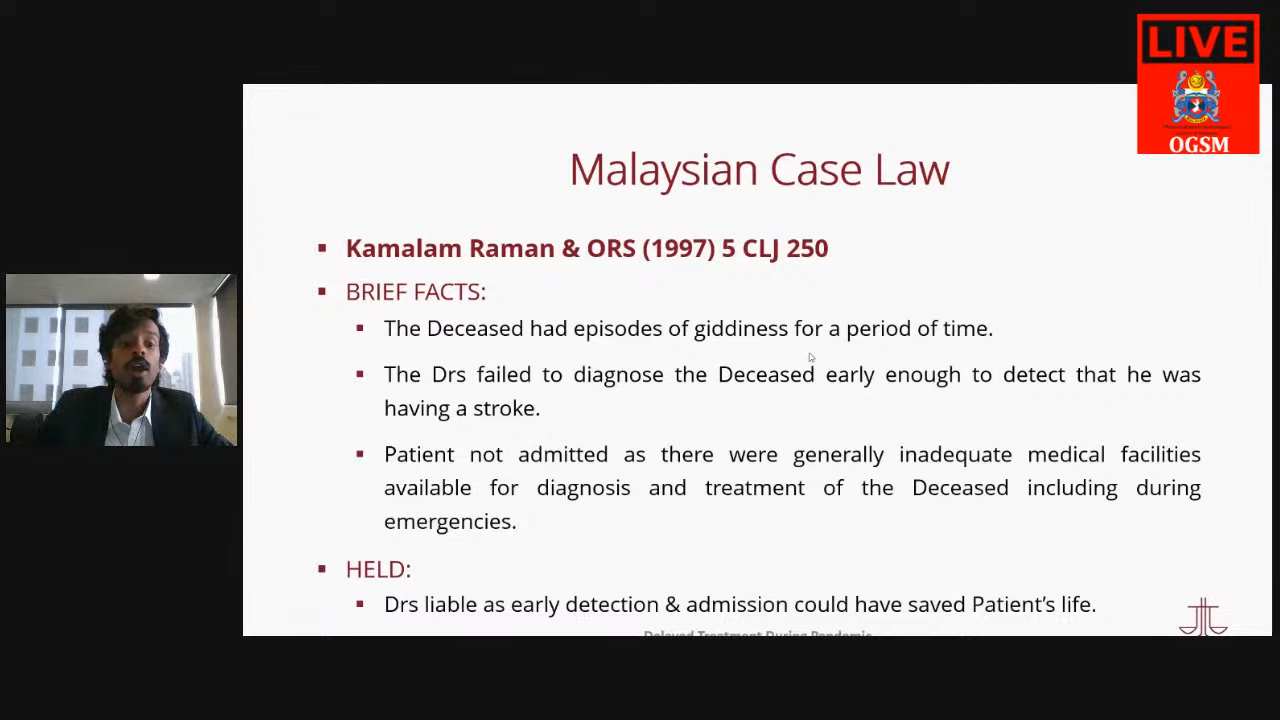 LIVE
OGSM
Malaysian Case Law
▪ Kamalam Raman & ORS (1997) 5 CLJ 250
▪ BRIEF FACTS:
▪ The Deceased had episodes of giddiness for a period of time.
▪ The Drs failed to diagnose the Deceased early enough to detect that he was
having a stroke.
▪ Patient not admitted as there were generally inadequate medical facilities
available for diagnosis and treatment of the Deceased including during
emergencies.
▪ HELD:
▪ Drs liable as early detection & admission could have saved Patient's life.
Delayed Treatment During Pandemic